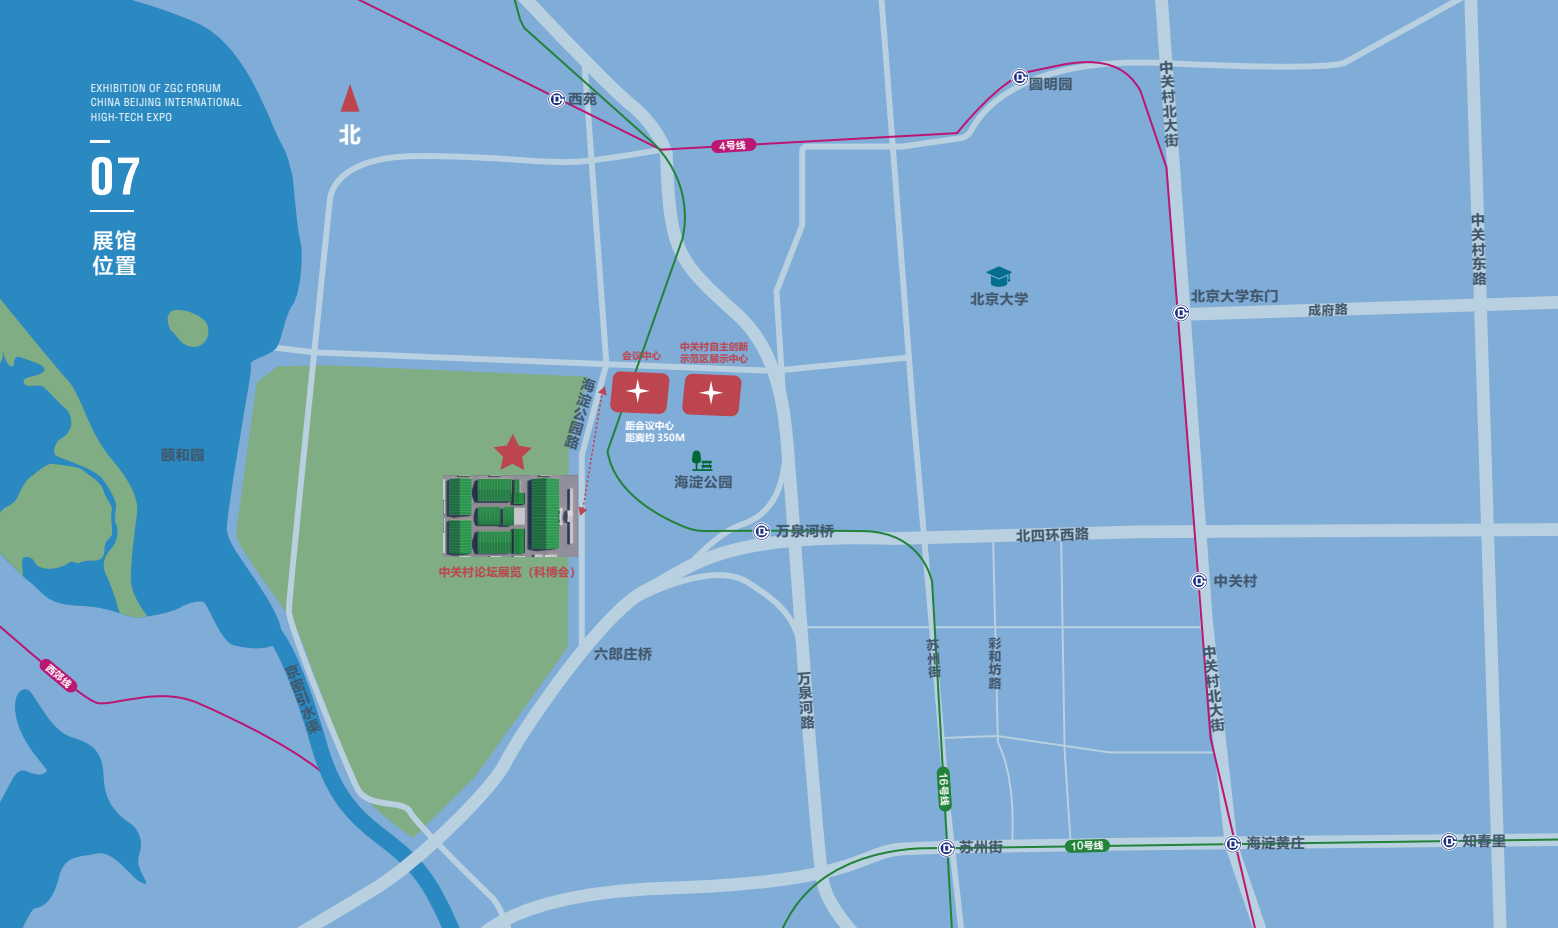 EXHIBITION OF ZGC FORUM
CHINA BEIJING INTERNATIONAL
HIGH-TECH EXPO
07
展馆
位置
北
西苑
4号线
圆明园
中关村北大街
中关村东路
北京大学
北京大学东门
成府路
会议中心
中关村自主创新
示范区展示中心
海淀公园路
距会议中心
距离约 350M
颐和园
海淀公园
万泉河桥
北四环西路
中关村论坛展览（科博会）
中关村
六郎庄桥
苏州街
彩和坊路
中关村北大街
西郊线
京密引水渠
万泉河路
16号线
苏州街
10号线
海淀黄庄
知春里